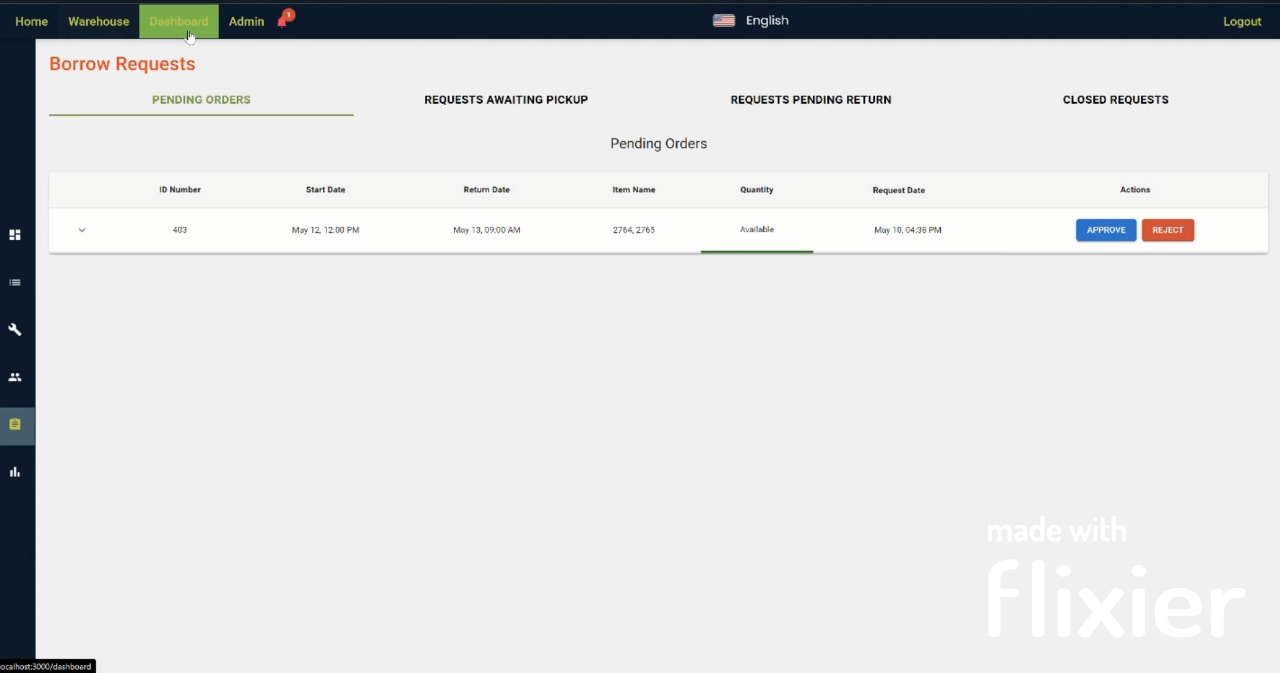 Home Warehouse Dashboard Admin 1 English Logout
Borrow Requests
PENDING ORDERS REQUESTS AWAITING PICKUP REQUESTS PENDING RETURN CLOSED REQUESTS
Pending Orders
ID Number Start Date Return Date Item Name Quantity Request Date Actions
403 May 12, 12:00 PM May 13, 09:00 AM 2764, 2765 Available May 10, 04:38 PM APPROVE REJECT
made with
flixier
ocalhost:3000/dashboard